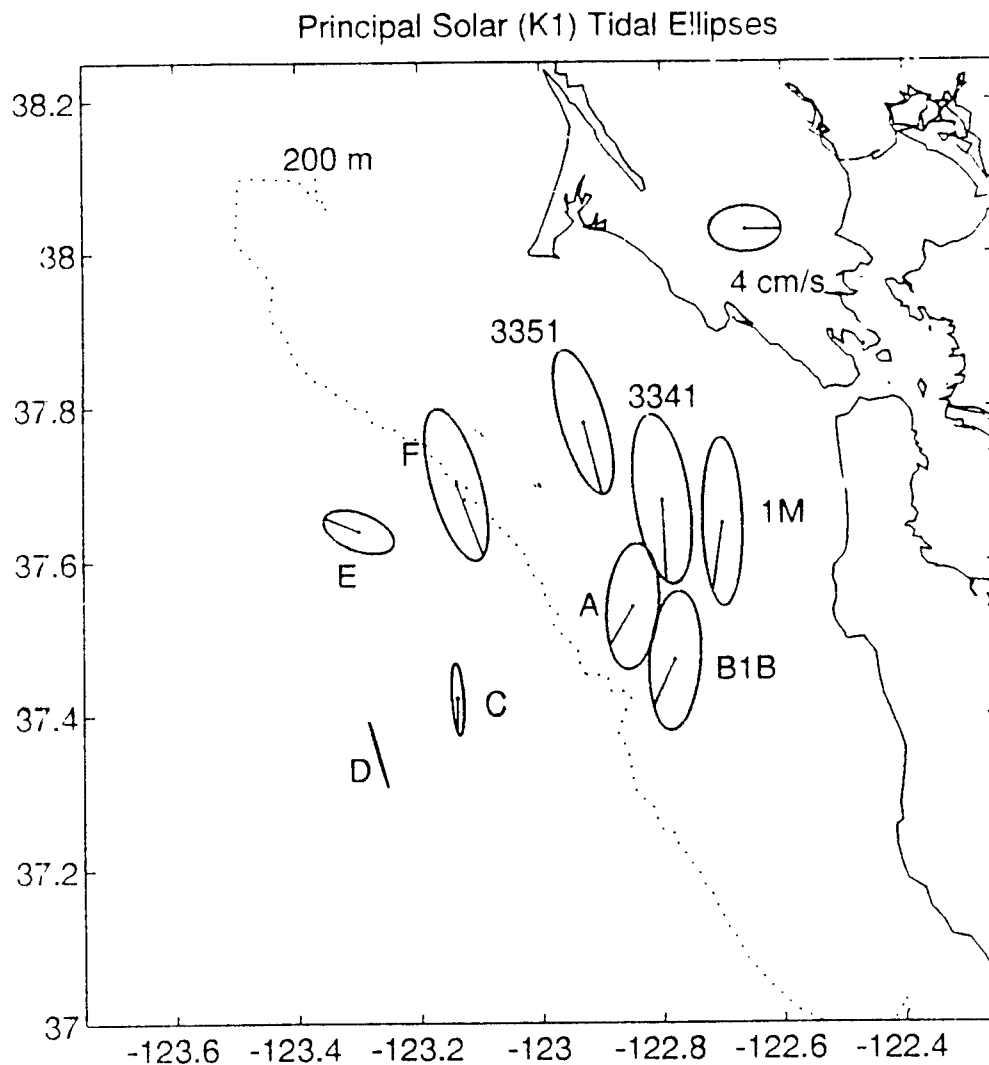 Principal Solar (K1) Tidal Ellipses
38.2
200 m
38
4 cm/s
3351
3341
37.8
F
1M
37.6
E
A
B1B
C
37.4
D
37.2
37
-123.6 -123.4 -123.2 -123 -122.8 -122.6 -122.4